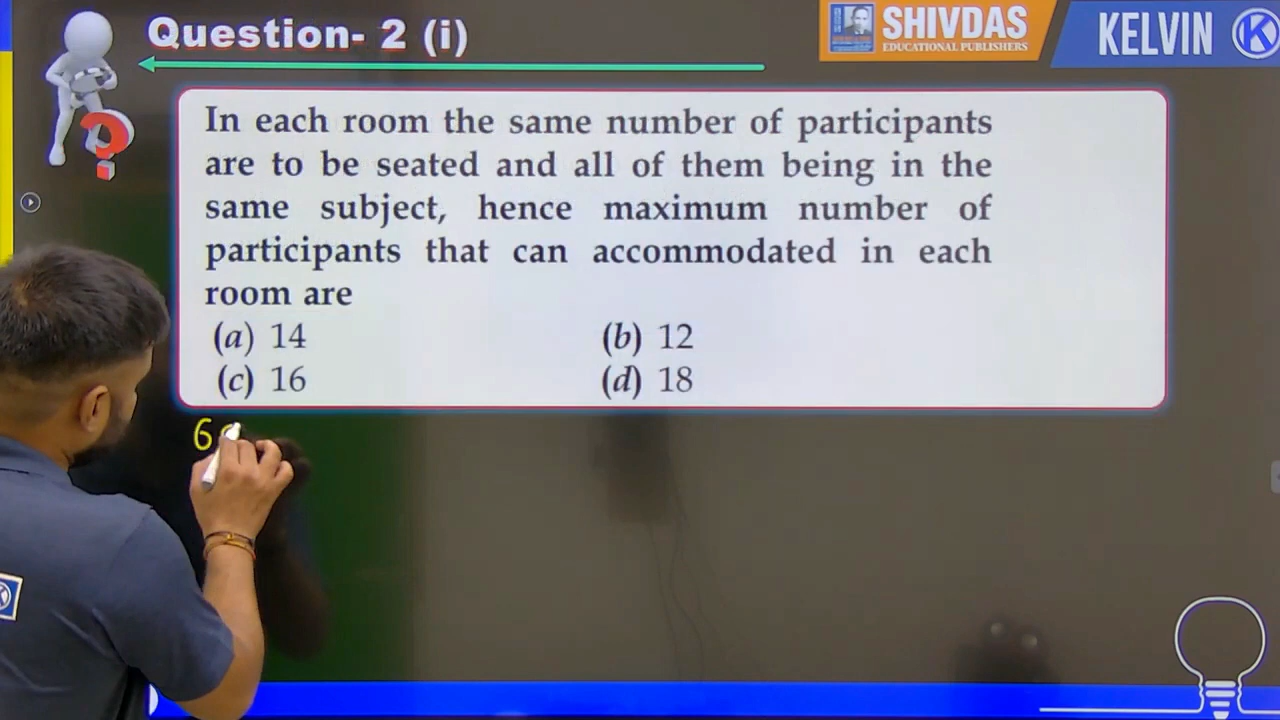 Question- 2 (i)
SHIVDAS
EDUCATIONAL PUBLISHERS
KELVIN
K
In each room the same number of participants
are to be seated and all of them being in the
same subject, hence maximum number of
participants that can accommodated in each
room are
(a) 14 (b) 12
(c) 16 (d) 18
6